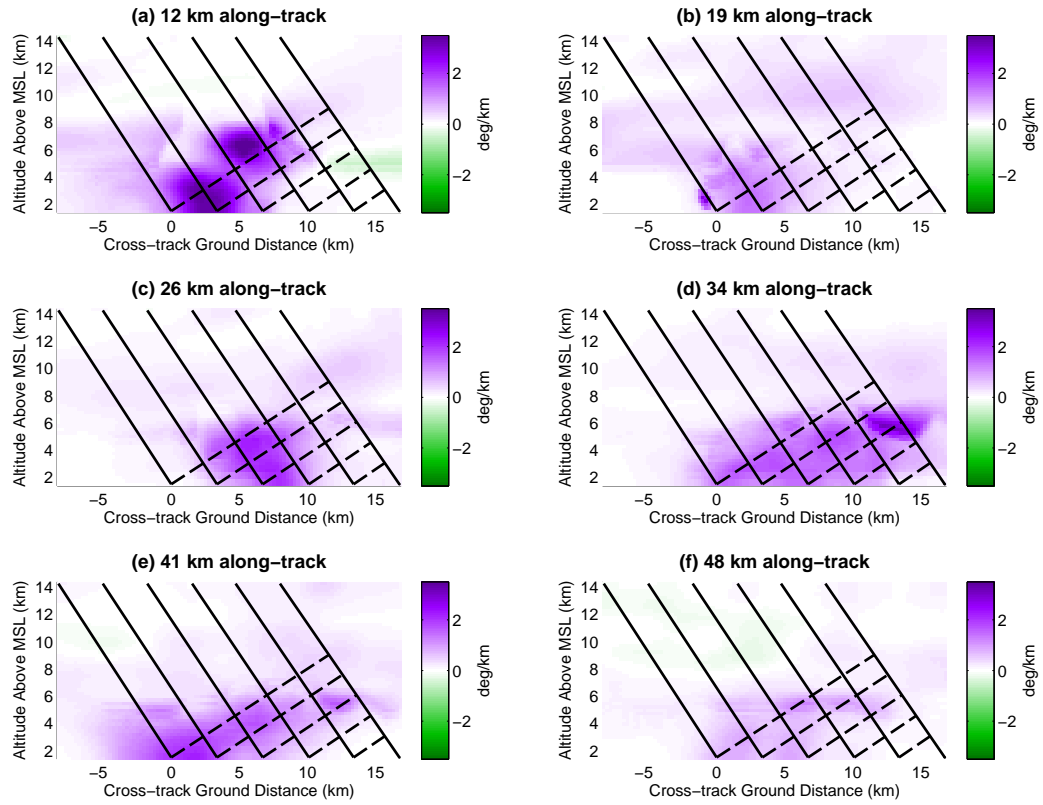 (a) 12 km along−track
Altitude Above MSL (km)
14
12
10
8
6
4
2
−5 0 5 10 15
Cross−track Ground Distance (km)
2
0
−2
deg/km
(b) 19 km along−track
Altitude Above MSL (km)
14
12
10
8
6
4
2
−5 0 5 10 15
Cross−track Ground Distance (km)
2
0
−2
deg/km
(c) 26 km along−track
Altitude Above MSL (km)
14
12
10
8
6
4
2
−5 0 5 10 15
Cross−track Ground Distance (km)
2
0
−2
deg/km
(d) 34 km along−track
Altitude Above MSL (km)
14
12
10
8
6
4
2
−5 0 5 10 15
Cross−track Ground Distance (km)
2
0
−2
deg/km
(e) 41 km along−track
Altitude Above MSL (km)
14
12
10
8
6
4
2
−5 0 5 10 15
Cross−track Ground Distance (km)
2
0
−2
deg/km
(f) 48 km along−track
Altitude Above MSL (km)
14
12
10
8
6
4
2
−5 0 5 10 15
Cross−track Ground Distance (km)
2
0
−2
deg/km